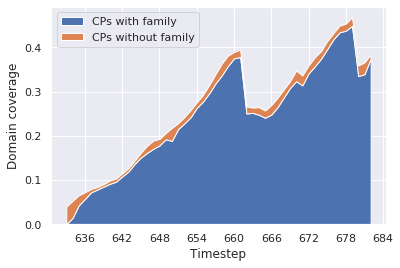 CPs with family
CPs without family
Domain coverage
0.4
0.3
0.2
0.1
0.0
636 642 648 654 660 666 672 678 684
Timestep